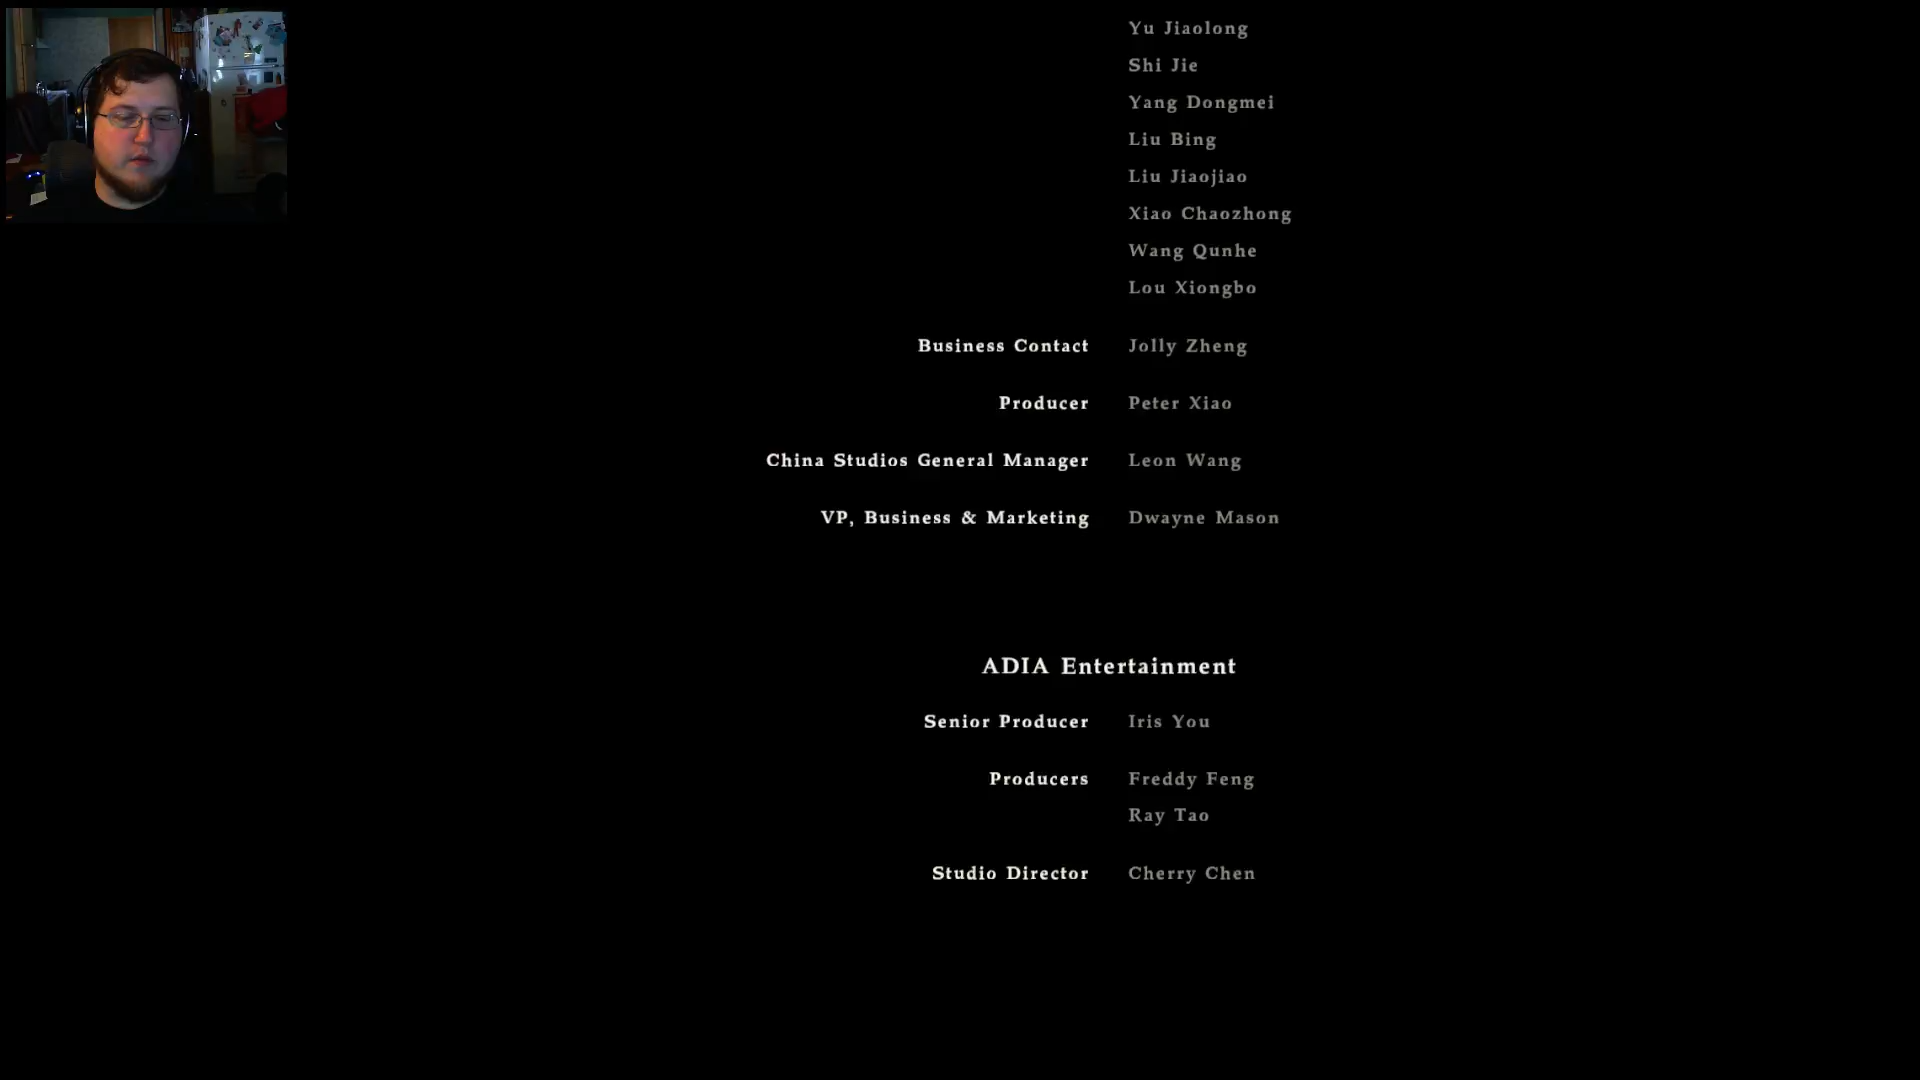 Yu Jiaolong
Shi Jie
Yang Dongmei
Liu Bing
Liu Jiaojiao
Xiao Chaozhong
Wang Qunhe
Lou Xiongbo
Business Contact Jolly Zheng
Producer Peter Xiao
China Studios General Manager Leon Wang
VP, Business & Marketing Dwayne Mason
ADIA Entertainment
Senior Producer Iris You
Producers Freddy Feng
Ray Tao
Studio Director Cherry Chen